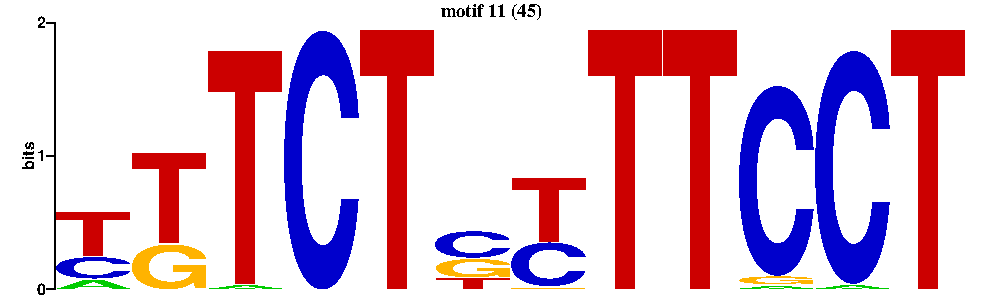 motif 11 (45)
2
bits
1
0
T T T C T C T T T C C T
C G A G C G A
A T A